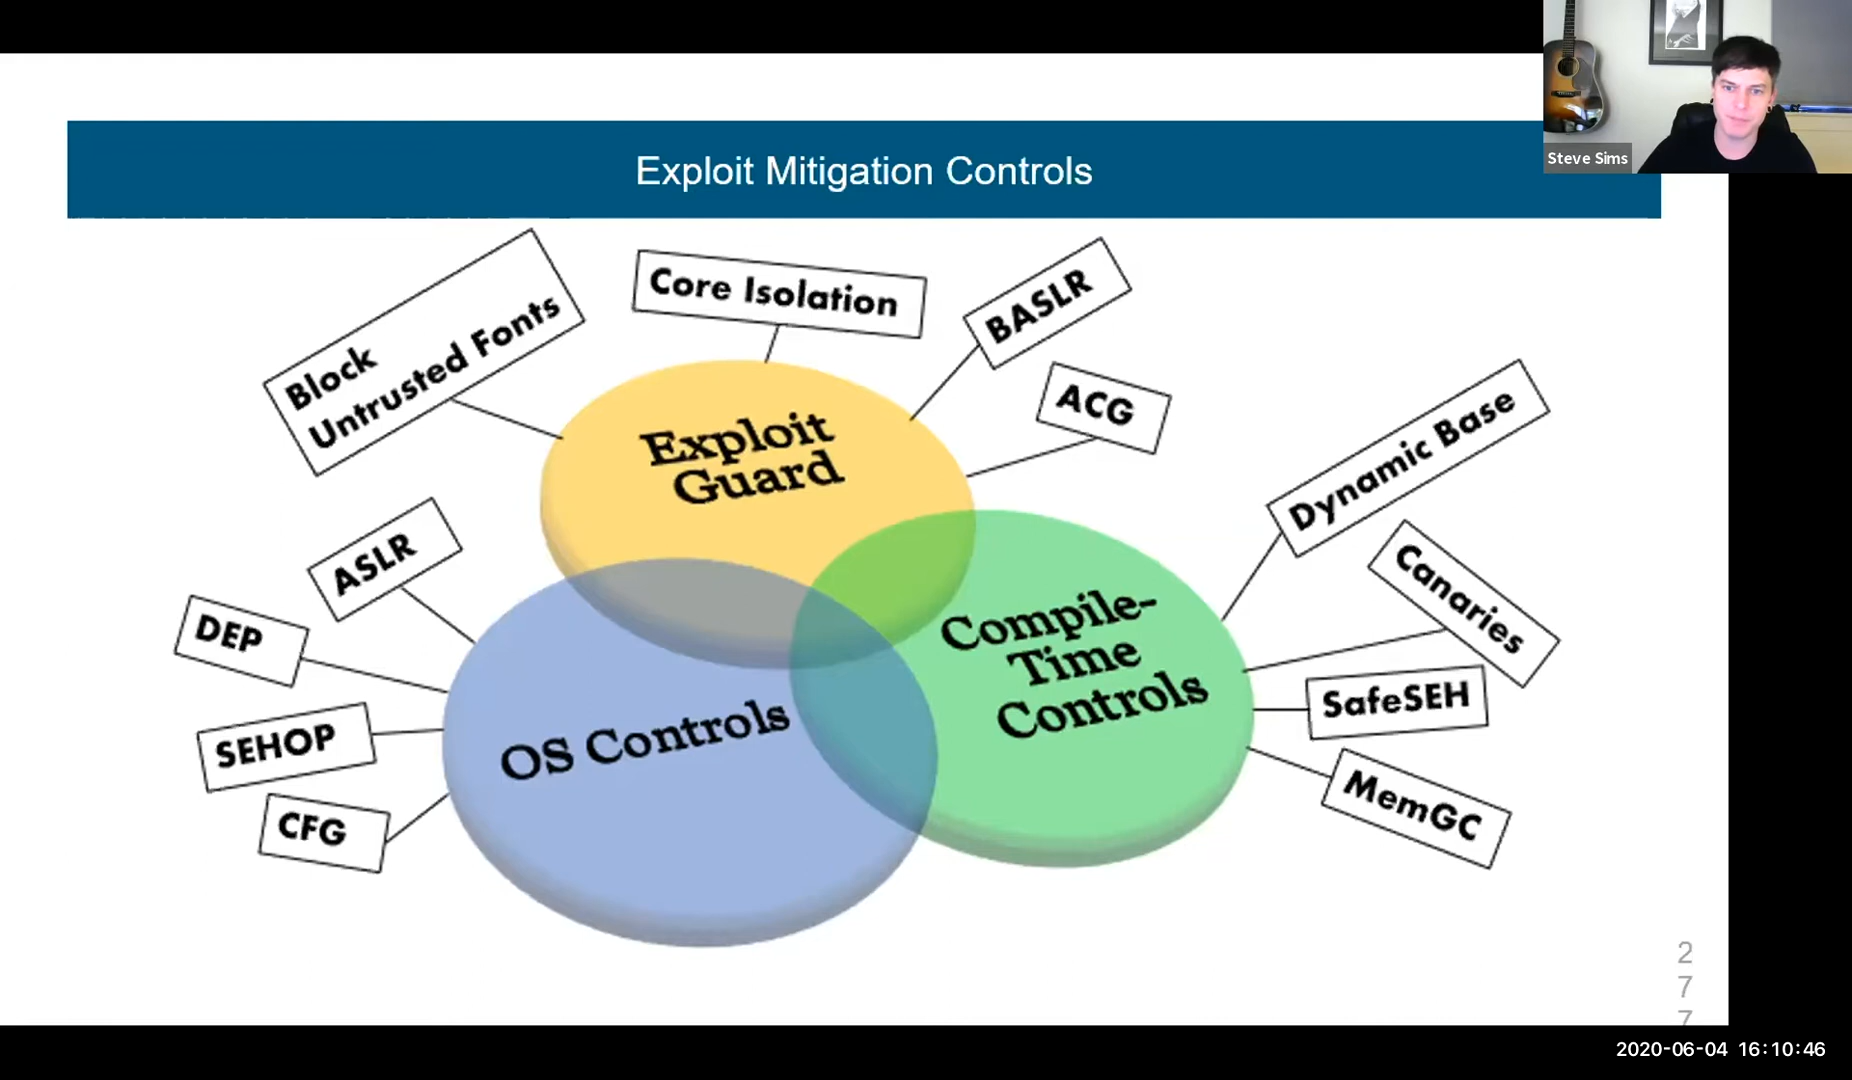 Steve Sims
Exploit Mitigation Controls
Block
Untrusted Fonts
Core Isolation
BASLR
ACG
Exploit
Guard
Dynamic Base
Canaries
SafeSEH
MemGC
Compile-
Time
Controls
ASLR
DEP
SEHOP
CFG
OS Controls
2
7
7
2020-06-04 16:10:46